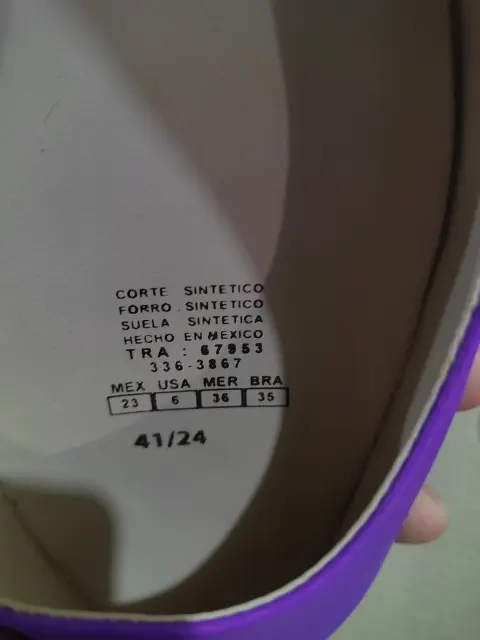 CORTE SINTETICO
FORRO SINTETICO
SUELA SINTETICA
HECHO EN MEXICO
TRA : 67953
336-3867
MEX USA MER BRA
23 6 36 35
41/24